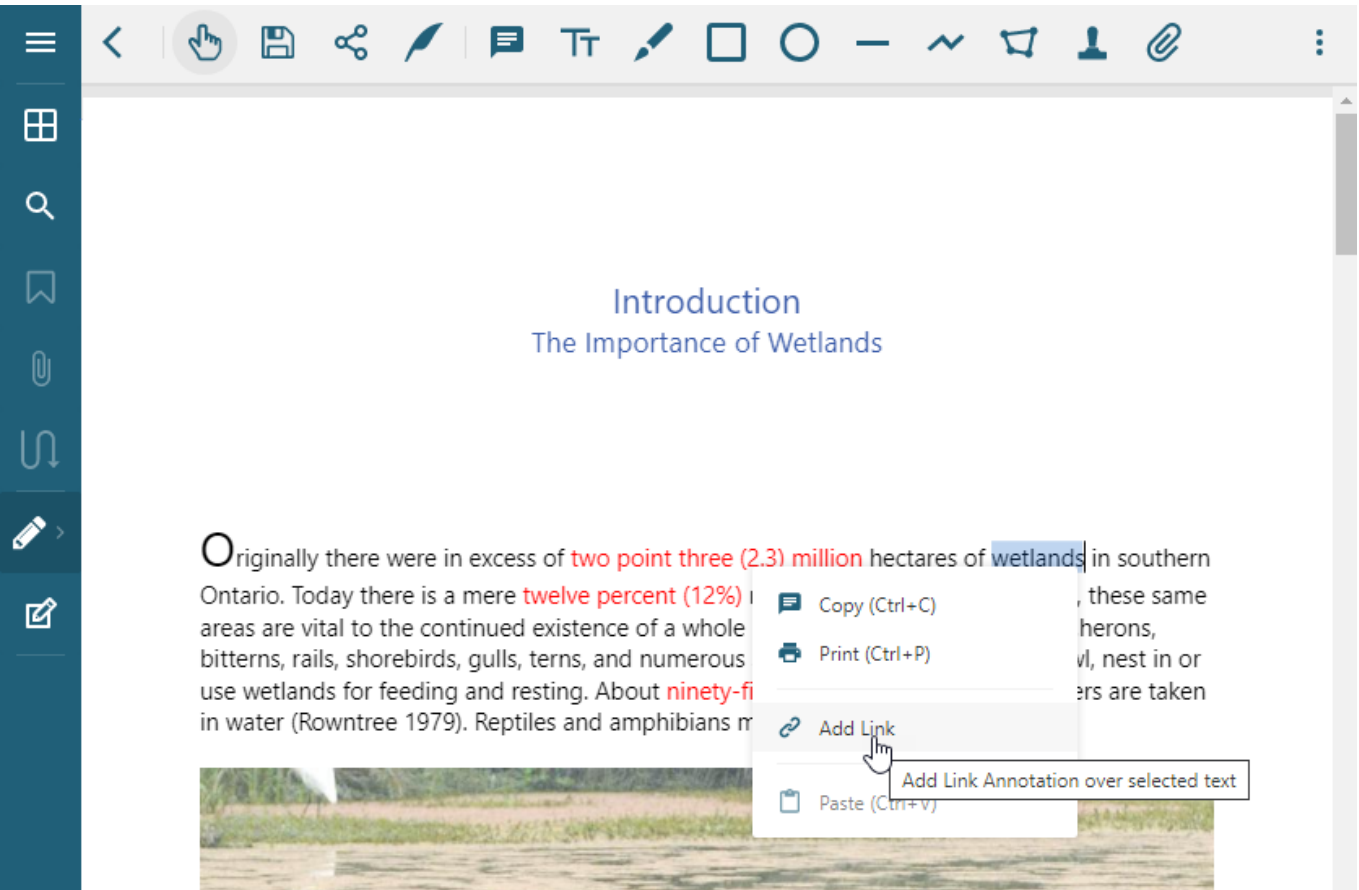 Introduction
The Importance of Wetlands
Originally there were in excess of two point three (2.3) million hectares of wetlands in southern
Ontario. Today there is a mere twelve percent (12%) , these same
areas are vital to the continued existence of a whole herons,
bitterns, rails, shorebirds, gulls, terns, and numerous nest in or
use wetlands for feeding and resting. About ninety-fi are taken
in water (Rowntree 1979). Reptiles and amphibians
Copy (Ctrl+C)
Print (Ctrl+P)
Add Link
Add Link Annotation over selected text
Paste (Ctrl+V)